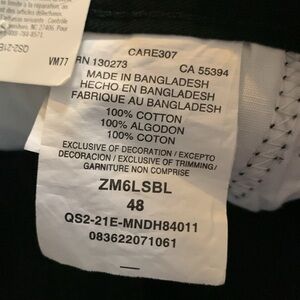 CARE307
RN 130273 CA 55394
MADE IN BANGLADESH
HECHO EN BANGLADESH
FABRIQUE AU BANGLADESH
100% COTTON
100% ALGODON
100% COTON
EXCLUSIVE OF DECORATION / EXCEPTO
DECORACION / EXCLUSIVE OF TRIMMING/
GARNITURE NON COMPRISE
ZM6LSBL
48
QS2-21E-MNDH84011
083622071061
VM77